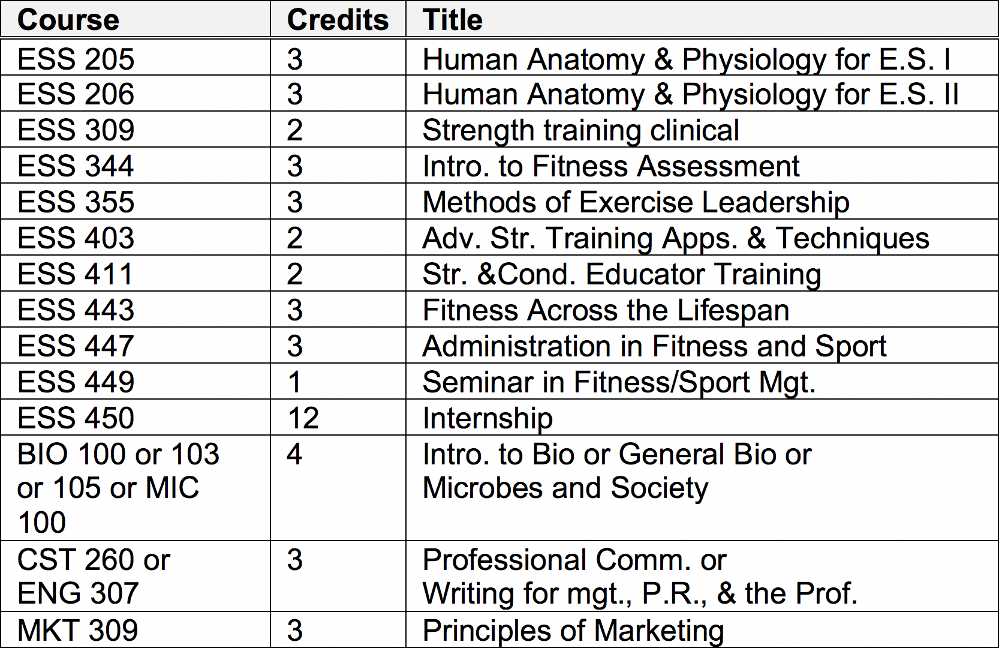 Course Credits Title
ESS 205 3 Human Anatomy & Physiology for E.S. I
ESS 206 3 Human Anatomy & Physiology for E.S. II
ESS 309 2 Strength training clinical
ESS 344 3 Intro. to Fitness Assessment
ESS 355 3 Methods of Exercise Leadership
ESS 403 2 Adv. Str. Training Apps. & Techniques
ESS 411 2 Str. &Cond. Educator Training
ESS 443 3 Fitness Across the Lifespan
ESS 447 3 Administration in Fitness and Sport
ESS 449 1 Seminar in Fitness/Sport Mgt.
ESS 450 12 Internship
BIO 100 or 103 4 Intro. to Bio or General Bio or
or 105 or MIC Microbes and Society
100
CST 260 or 3 Professional Comm. or
ENG 307 Writing for mgt., P.R., & the Prof.
MKT 309 3 Principles of Marketing